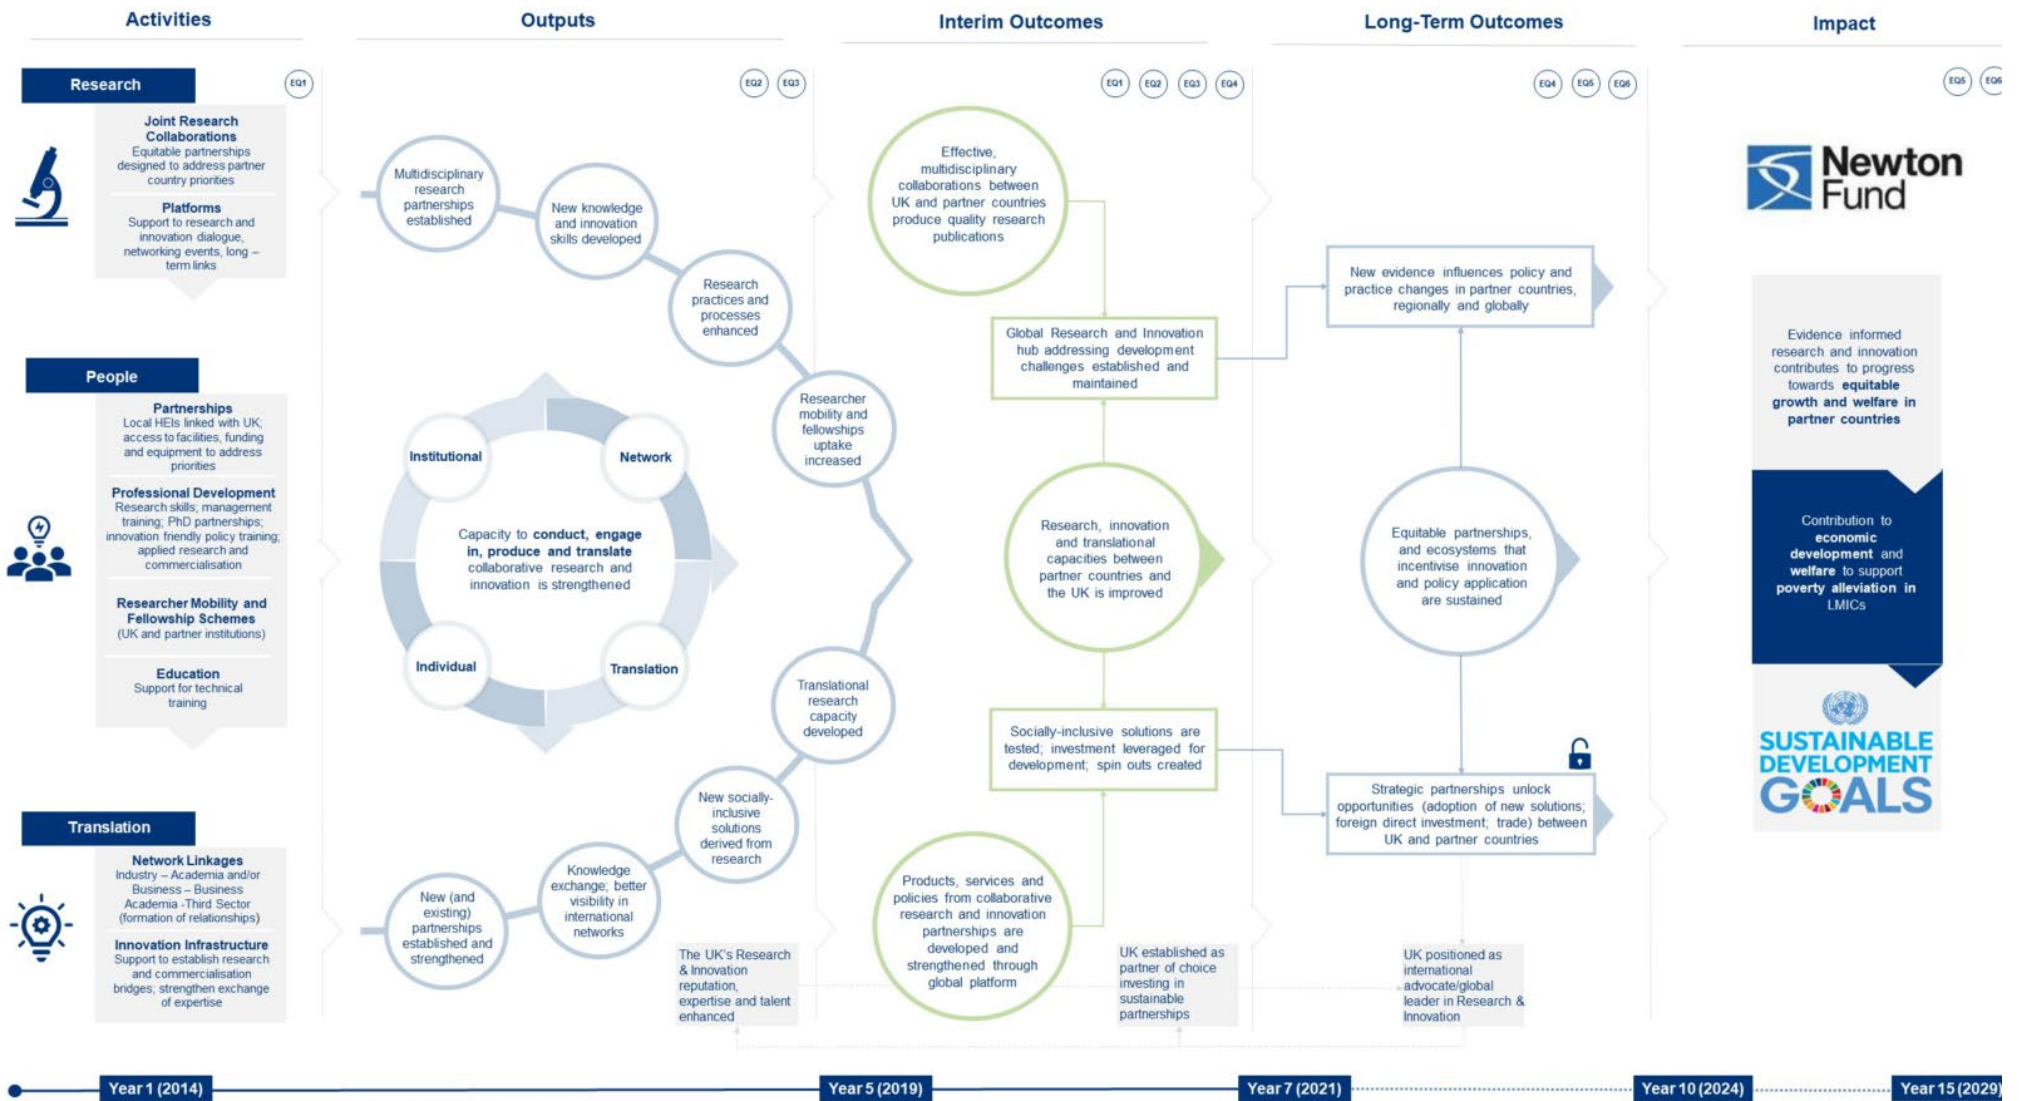 Activities
Outputs
Interim Outcomes
Long-Term Outcomes
Impact
Research
EQ1
EQ2
EQ3
EQ1
EQ2
EQ3
EQ4
EQ4
EQ5
EQ6
EQ5
EQ6
Joint Research
Collaborations
Equitable partnerships
designed to address partner
country priorities
Platforms
Support to research and
innovation dialogue,
networking events, long –
term links
People
Partnerships
Local HEIs linked with UK;
access to facilities, funding
and equipment to address
priorities
Professional Development
Research skills; management
training; PhD partnerships;
innovation friendly policy training;
applied research and
commercialisation
Researcher Mobility and
Fellowship Schemes
(UK and partner institutions)
Education
Support for technical
training
Translation
Network Linkages
Industry – Academia and/or
Business – Business
Academia -Third Sector
(formation of relationships)
Innovation Infrastructure
Support to establish research
and commercialisation
bridges; strengthen exchange
of expertise
Multidisciplinary
research
partnerships
established
New knowledge
and innovation
skills developed
Research
practices and
processes
enhanced
Researcher
mobility and
fellowships
uptake
increased
Institutional
Network
Capacity to conduct, engage
in, produce and translate
collaborative research and
innovation is strengthened
Individual
Translation
Translational
research
capacity
developed
New socially-
inclusive
solutions
derived from
research
Knowledge
exchange; better
visibility in
international
networks
New (and
existing)
partnerships
established and
strengthened
The UK's Research
& Innovation
reputation,
expertise and talent
enhanced
Effective,
multidisciplinary
collaborations between
UK and partner countries
produce quality research
publications
Global Research and Innovation
hub addressing development
challenges established and
maintained
Research, innovation
and translational
capacities between
partner countries and
the UK is improved
Socially-inclusive solutions are
tested; investment leveraged for
development; spin outs created
Products, services and
policies from collaborative
research and innovation
partnerships are
developed and
strengthened through
global platform
UK established as
partner of choice
investing in
sustainable
partnerships
New evidence influences policy and
practice changes in partner countries,
regionally and globally
Equitable partnerships,
and ecosystems that
incentivise innovation
and policy application
are sustained
Strategic partnerships unlock
opportunities (adoption of new solutions;
foreign direct investment; trade) between
UK and partner countries
UK positioned as
international
advocate/global
leader in Research &
Innovation
Newton
Fund
Evidence informed
research and innovation
contributes to progress
towards equitable
growth and welfare in
partner countries
Contribution to
economic
development and
welfare to support
poverty alleviation in
LMICs
SUSTAINABLE
DEVELOPMENT
GOALS
Year 1 (2014)
Year 5 (2019)
Year 7 (2021)
Year 10 (2024)
Year 15 (2029)